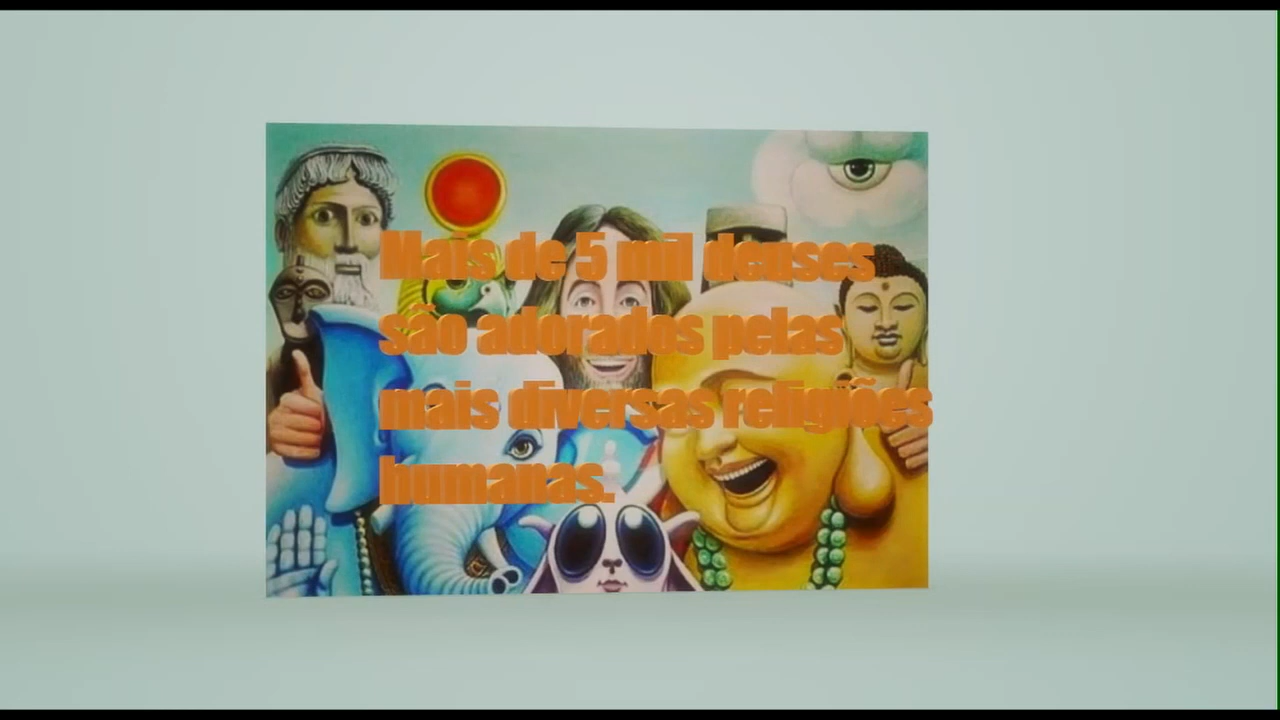 Mais de 5 mil deuses
são adorados pelas
mais diversas religiões
humanas.